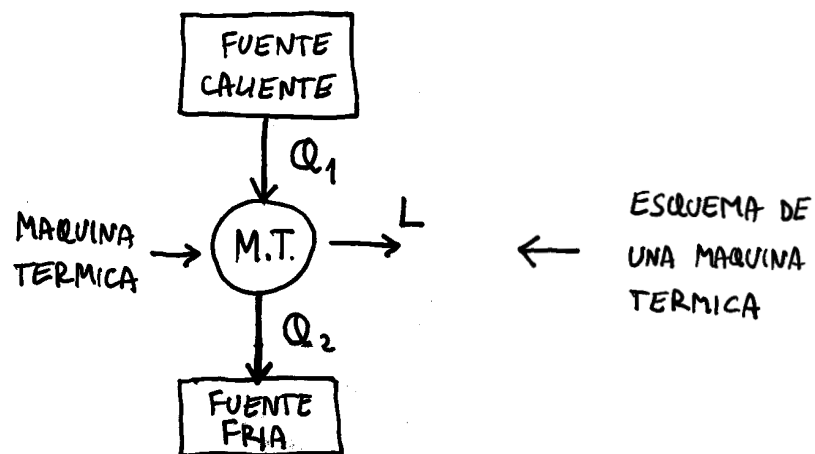 FUENTE
CALIENTE
Q1
MAQUINA
TERMICA
M.T.
L
ESQUEMA DE
UNA MAQUINA
TERMICA
Q2
FUENTE
FRIA